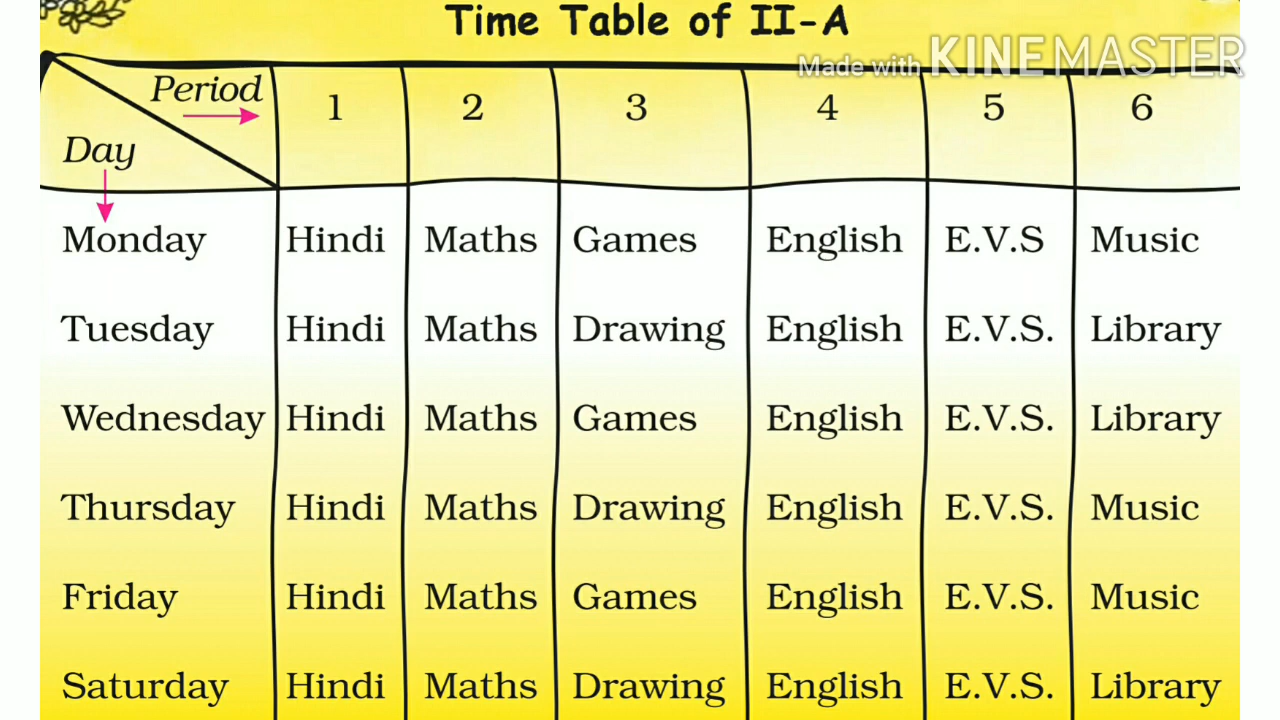 Time Table of II-A
Made with KINEMASTER
Period 1 2 3 4 5 6
Day
Monday Hindi Maths Games English E.V.S Music
Tuesday Hindi Maths Drawing English E.V.S. Library
Wednesday Hindi Maths Games English E.V.S. Library
Thursday Hindi Maths Drawing English E.V.S. Music
Friday Hindi Maths Games English E.V.S. Music
Saturday Hindi Maths Drawing English E.V.S. Library